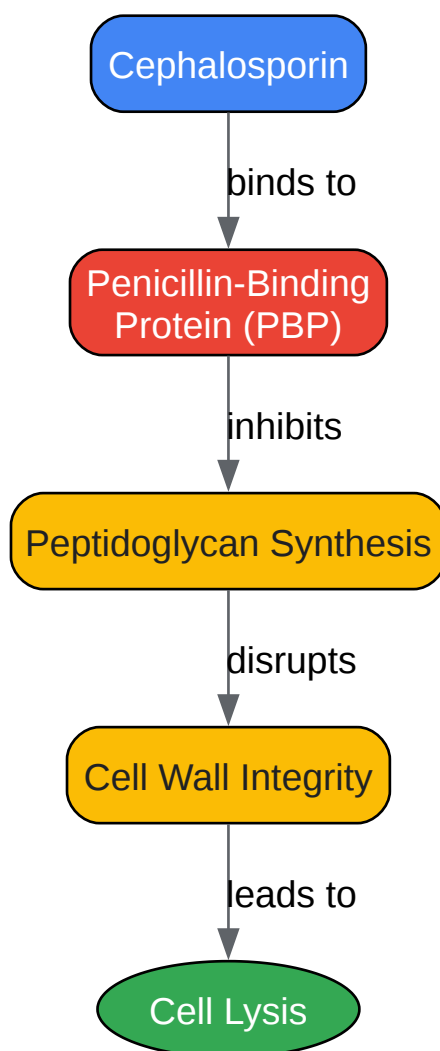 Cephalosporin
binds to
Penicillin-Binding
Protein (PBP)
inhibits
Peptidoglycan Synthesis
disrupts
Cell Wall Integrity
leads to
Cell Lysis